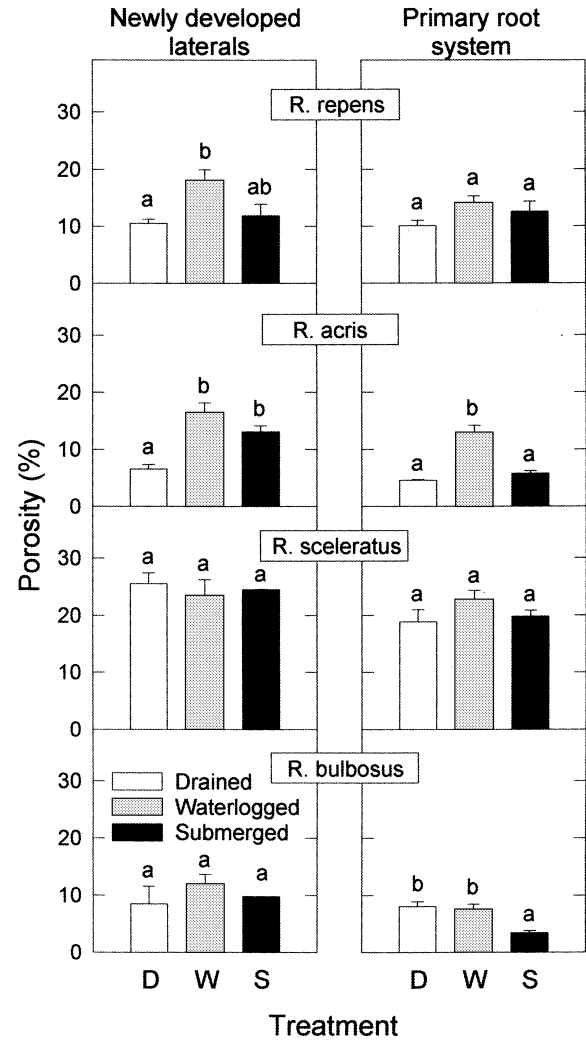 Newly developed
laterals
Primary root
system
R. repens
30
20
10
0
a
b
ab
a
a
a
R. acris
30
20
10
0
a
b
b
a
b
a
Porosity (%)
R. sceleratus
30
20
10
0
a
a
a
a
a
a
R. bulbosus
30
20
10
0
Drained
Waterlogged
Submerged
a
a
a
b
b
a
D W S D W S
Treatment